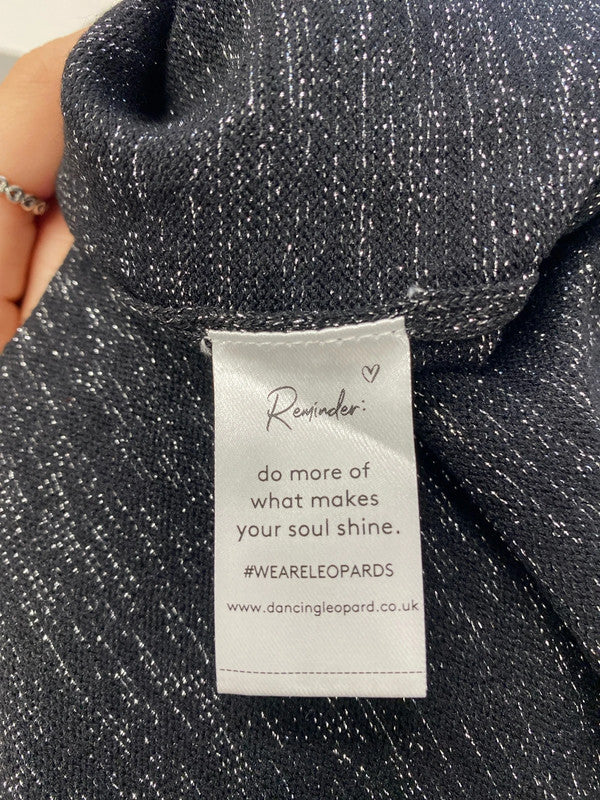 Reminder:
do more of
what makes
your soul shine.
#WEARELEOPARDS
www.dancingleopard.co.uk